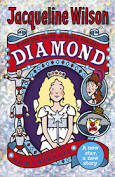 Jacqueline Wilson
DIAMOND
A new
star,
a new
story